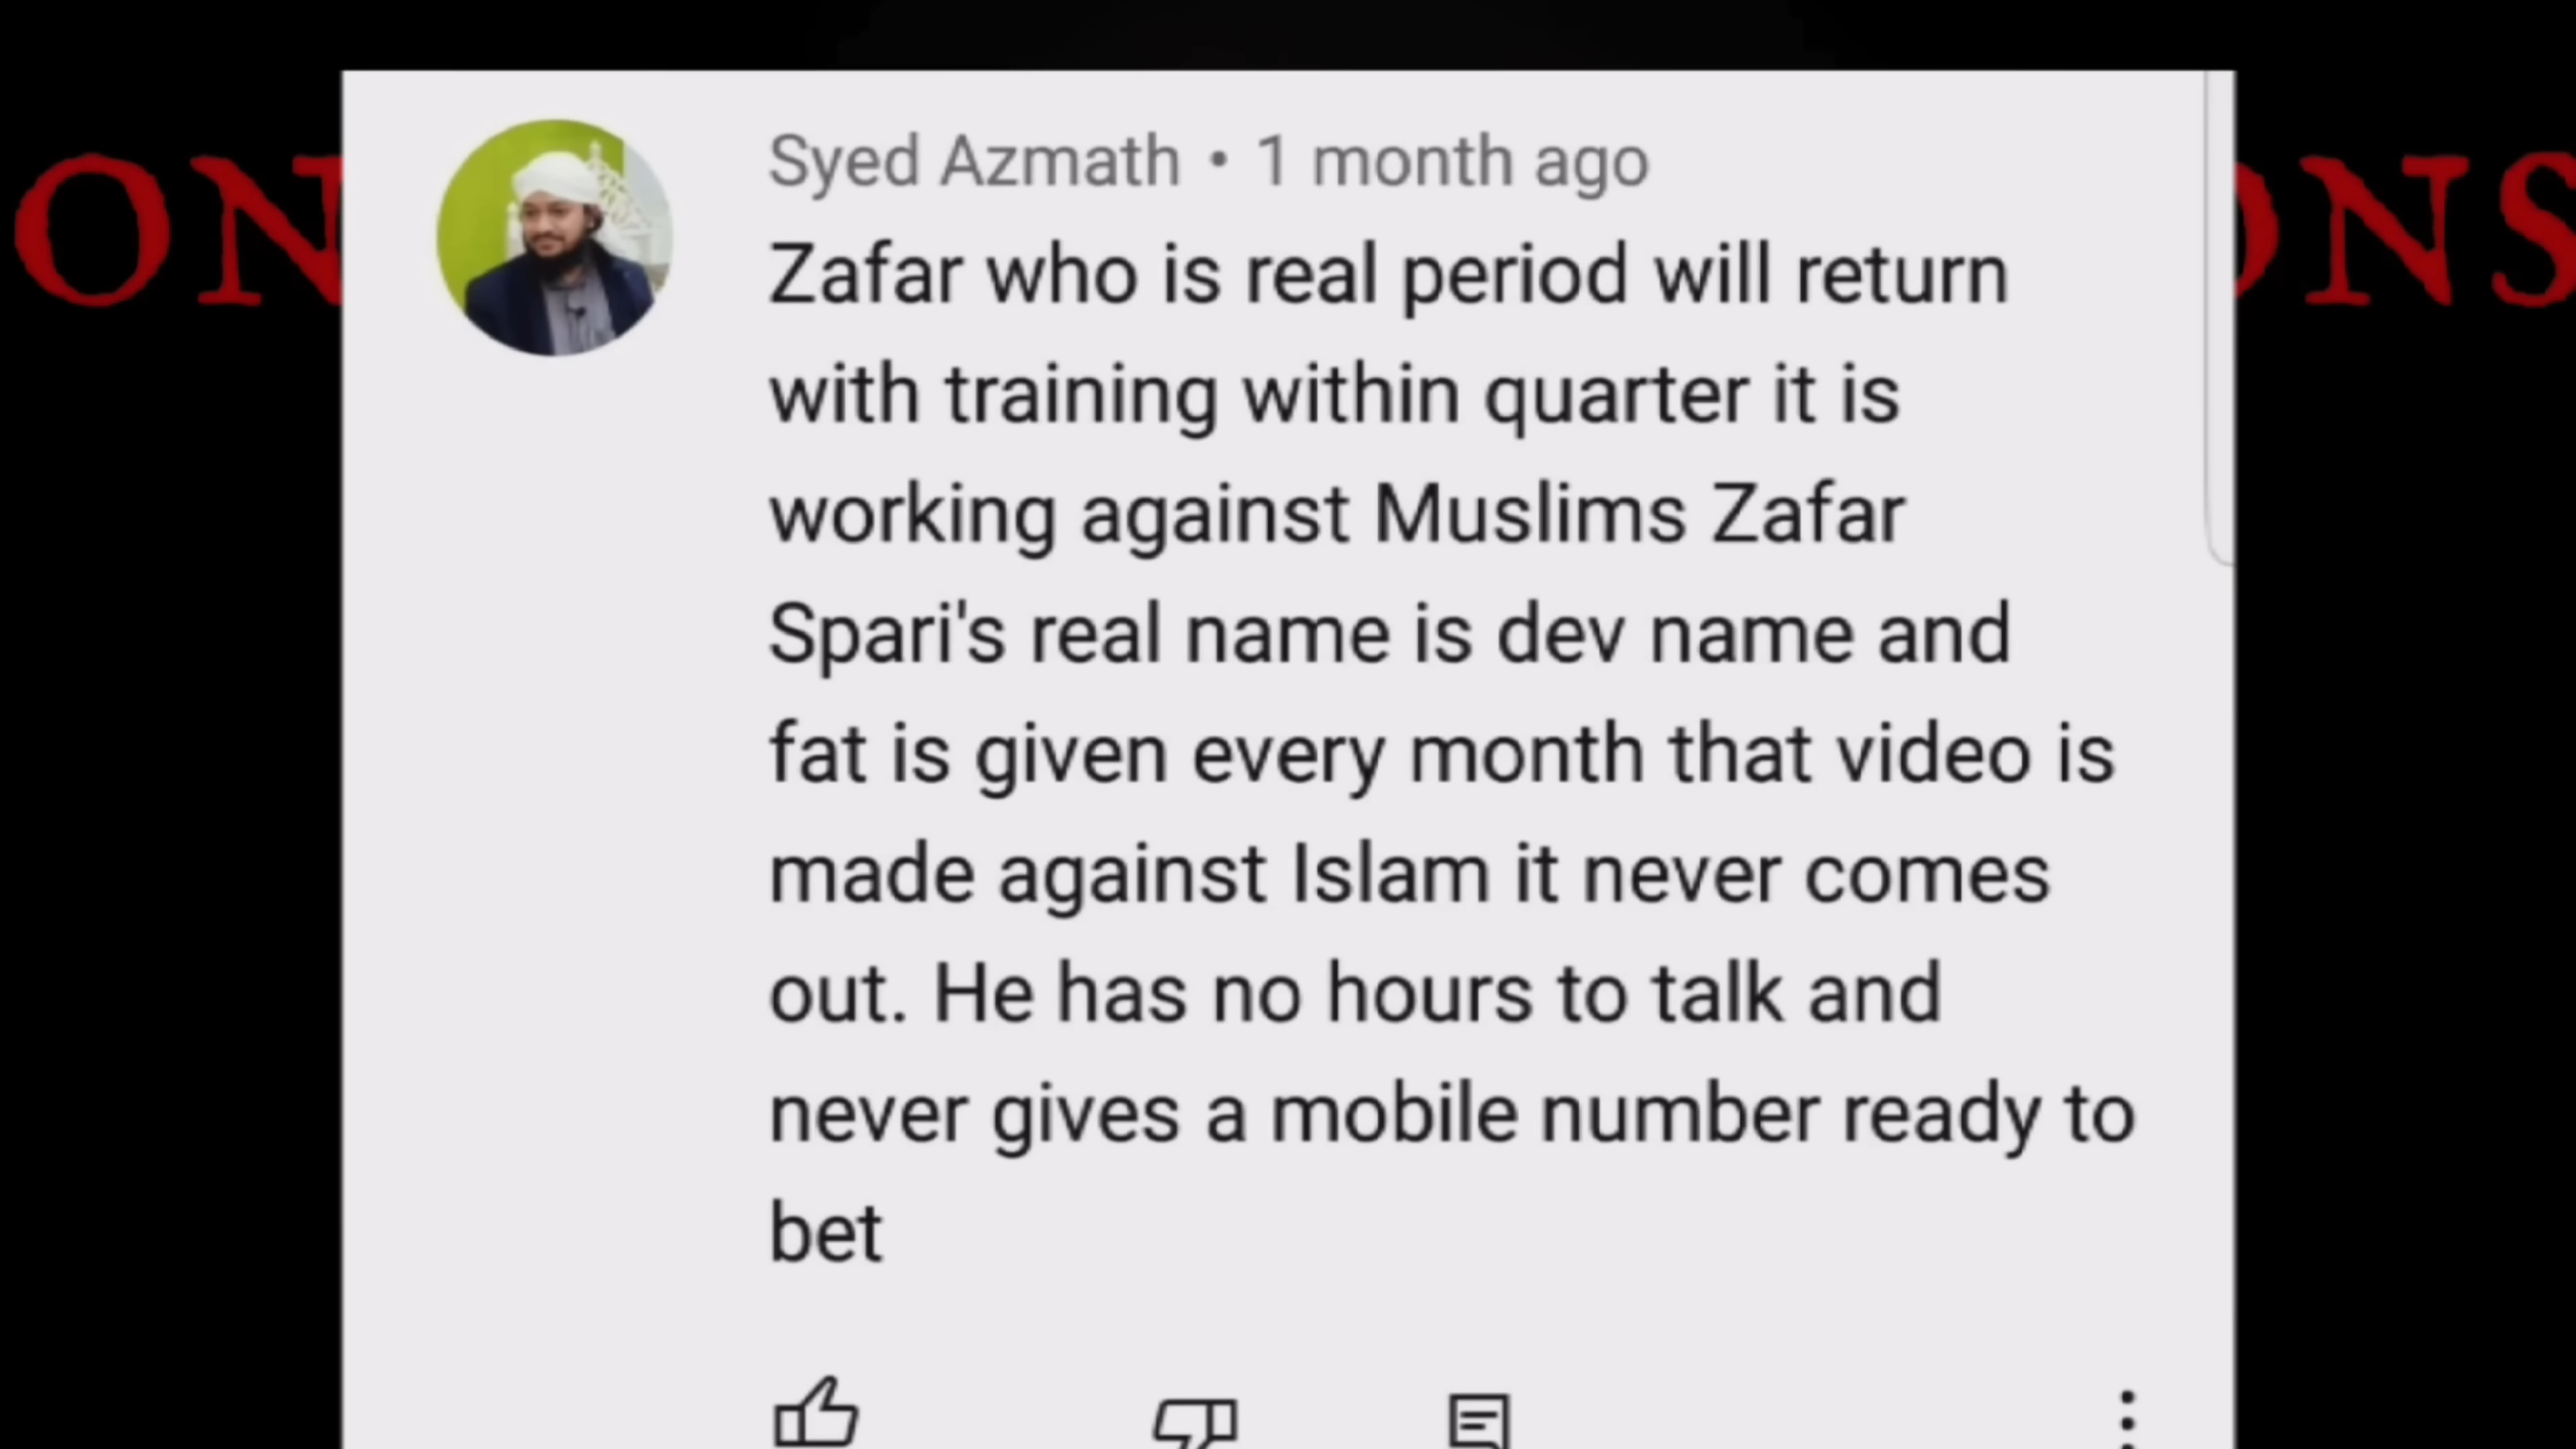 Syed Azmath • 1 month ago
Zafar who is real period will return
with training within quarter it is
working against Muslims Zafar
Spari's real name is dev name and
fat is given every month that video is
made against Islam it never comes
out. He has no hours to talk and
never gives a mobile number ready to
bet
ON
ONS